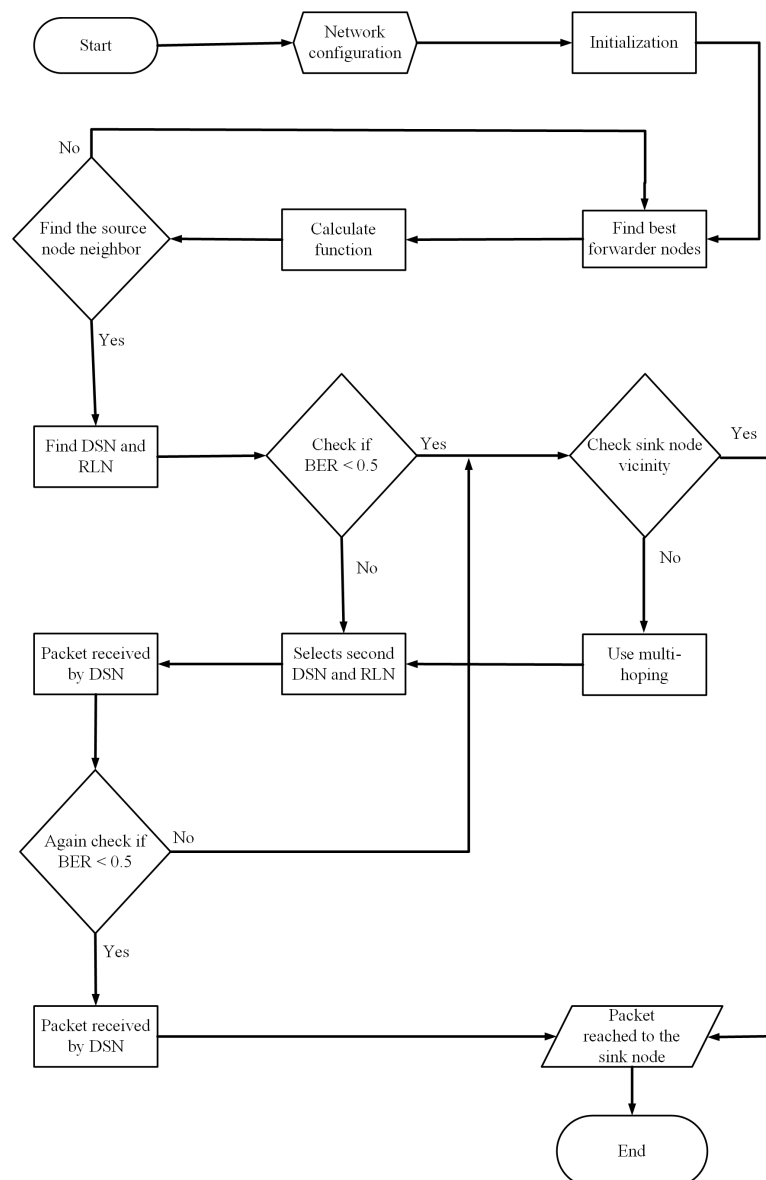 Start
Network
configuration
Initialization
No
Find the source
node neighbor
Calculate
function
Find best
forwarder nodes
Yes
Find DSN and
RLN
Check if
BER < 0.5
Yes
Check sink node
vicinity
Yes
No
No
Packet received
by DSN
Selects second
DSN and RLN
Use multi-
hoping
Again check if
BER < 0.5
No
Yes
Packet received
by DSN
Packet
reached to the
sink node
End